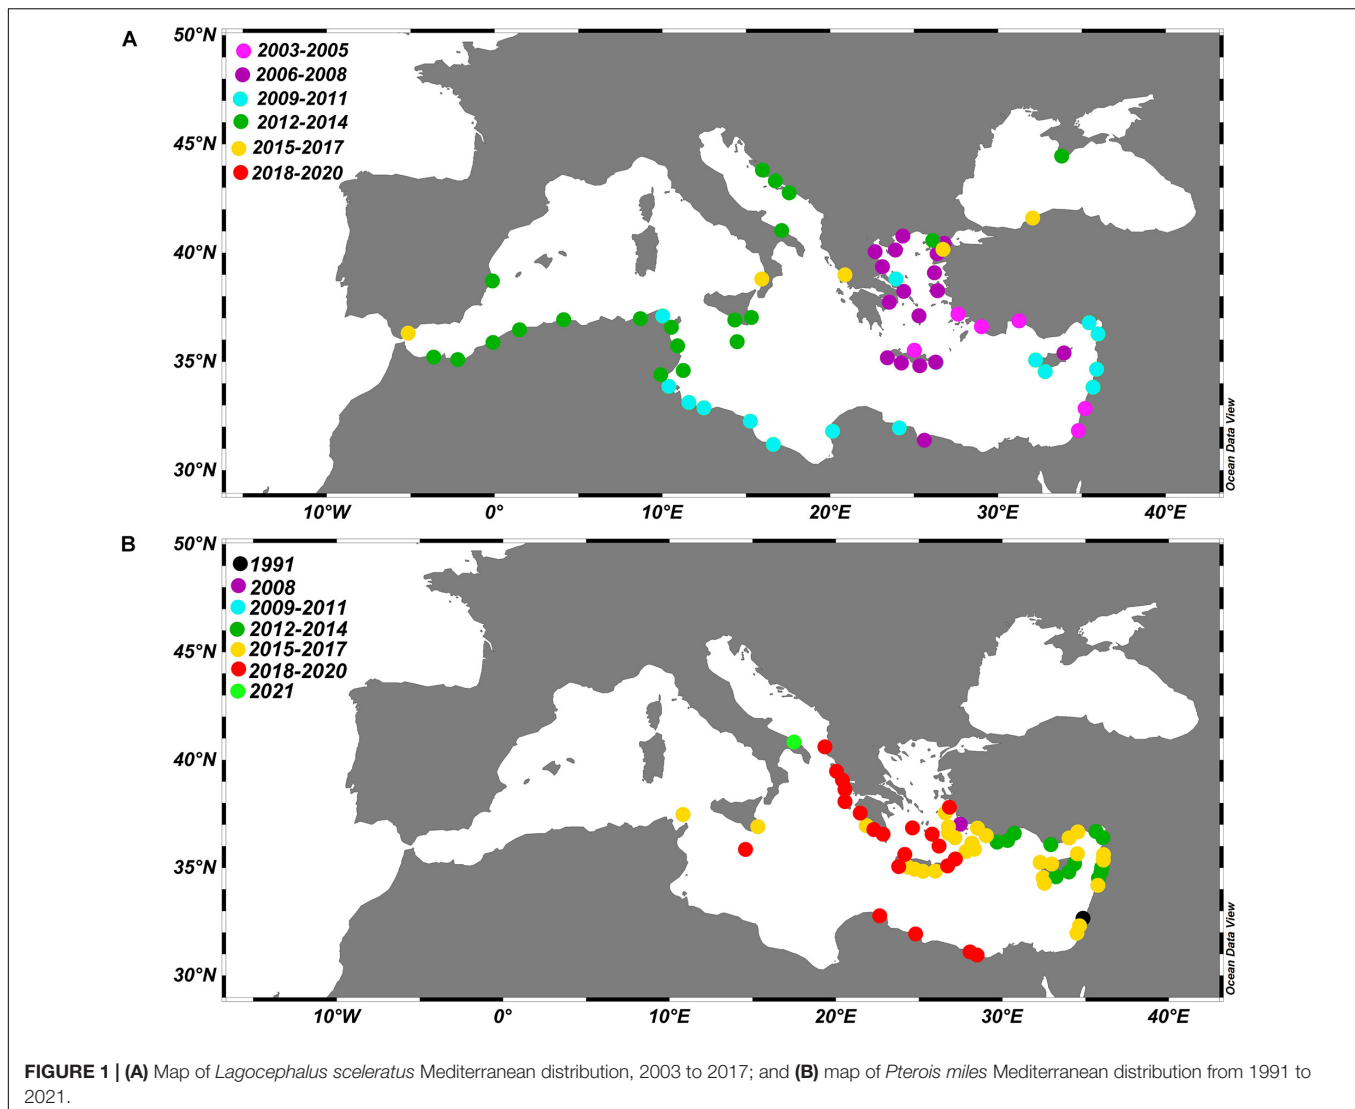 A
50°N
2003-2005
2006-2008
2009-2011
2012-2014
2015-2017
2018-2020
45°N
40°N
35°N
30°N
10°W 0° 10°E 20°E 30°E 40°E
Ocean Data View
B
50°N
1991
2008
2009-2011
2012-2014
2015-2017
2018-2020
2021
45°N
40°N
35°N
30°N
10°W 0° 10°E 20°E 30°E 40°E
Ocean Data View
FIGURE 1 | (A) Map of Lagocephalus sceleratus Mediterranean distribution, 2003 to 2017; and (B) map of Pterois miles Mediterranean distribution from 1991 to
2021.